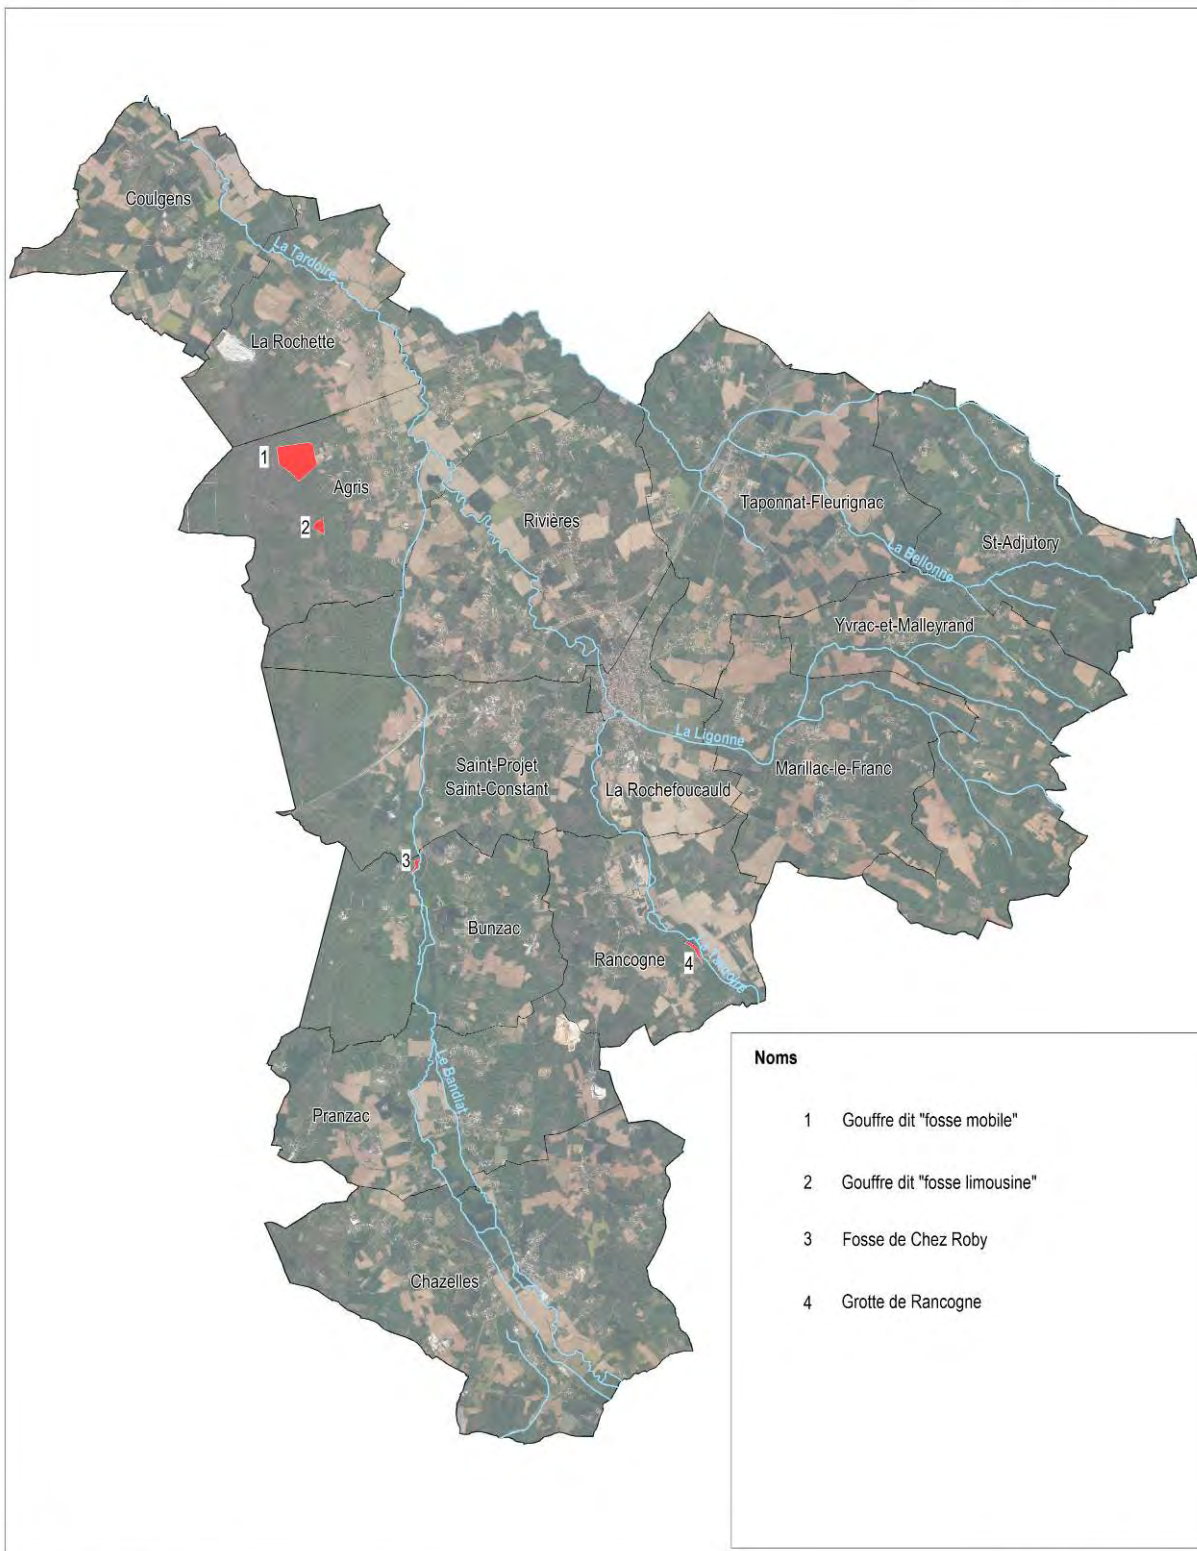 Coulgens
La Tardoire
La Rochette
1
Agris
2
Rivières
Taponnat-Fleurignac
St-Adjutory
La Bellonne
Yvrac-et-Malleyrand
La Ligonne
Saint-Projet
Saint-Constant
La Rochefoucauld
Marillac-le-Franc
3
Bunzac
Rancogne
4
La Tardoire
Le Bandiat
Pranzac
Chazelles
Noms
1 Gouffre dit "fosse mobile"
2 Gouffre dit "fosse limousine"
3 Fosse de Chez Roby
4 Grotte de Rancogne